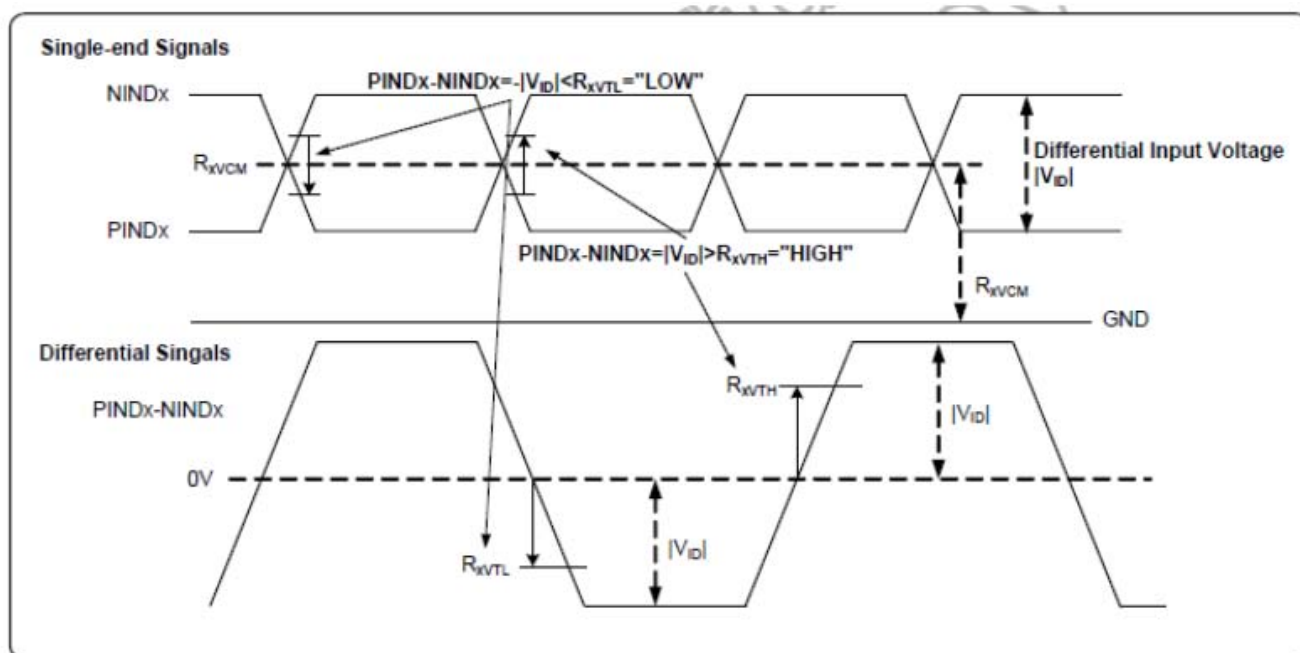 Single-end Signals
NINDx
PINDx-NINDx=-|VID|<RxVTL="LOW"
RxVCM
Differential Input Voltage
|VID|
PINDx
PINDx-NINDx=|VID|>RxVTH="HIGH"
RxVCM
GND
Differential Singals
RxVTH
PINDx-NINDx
|VID|
0V
|VID|
RxVTL